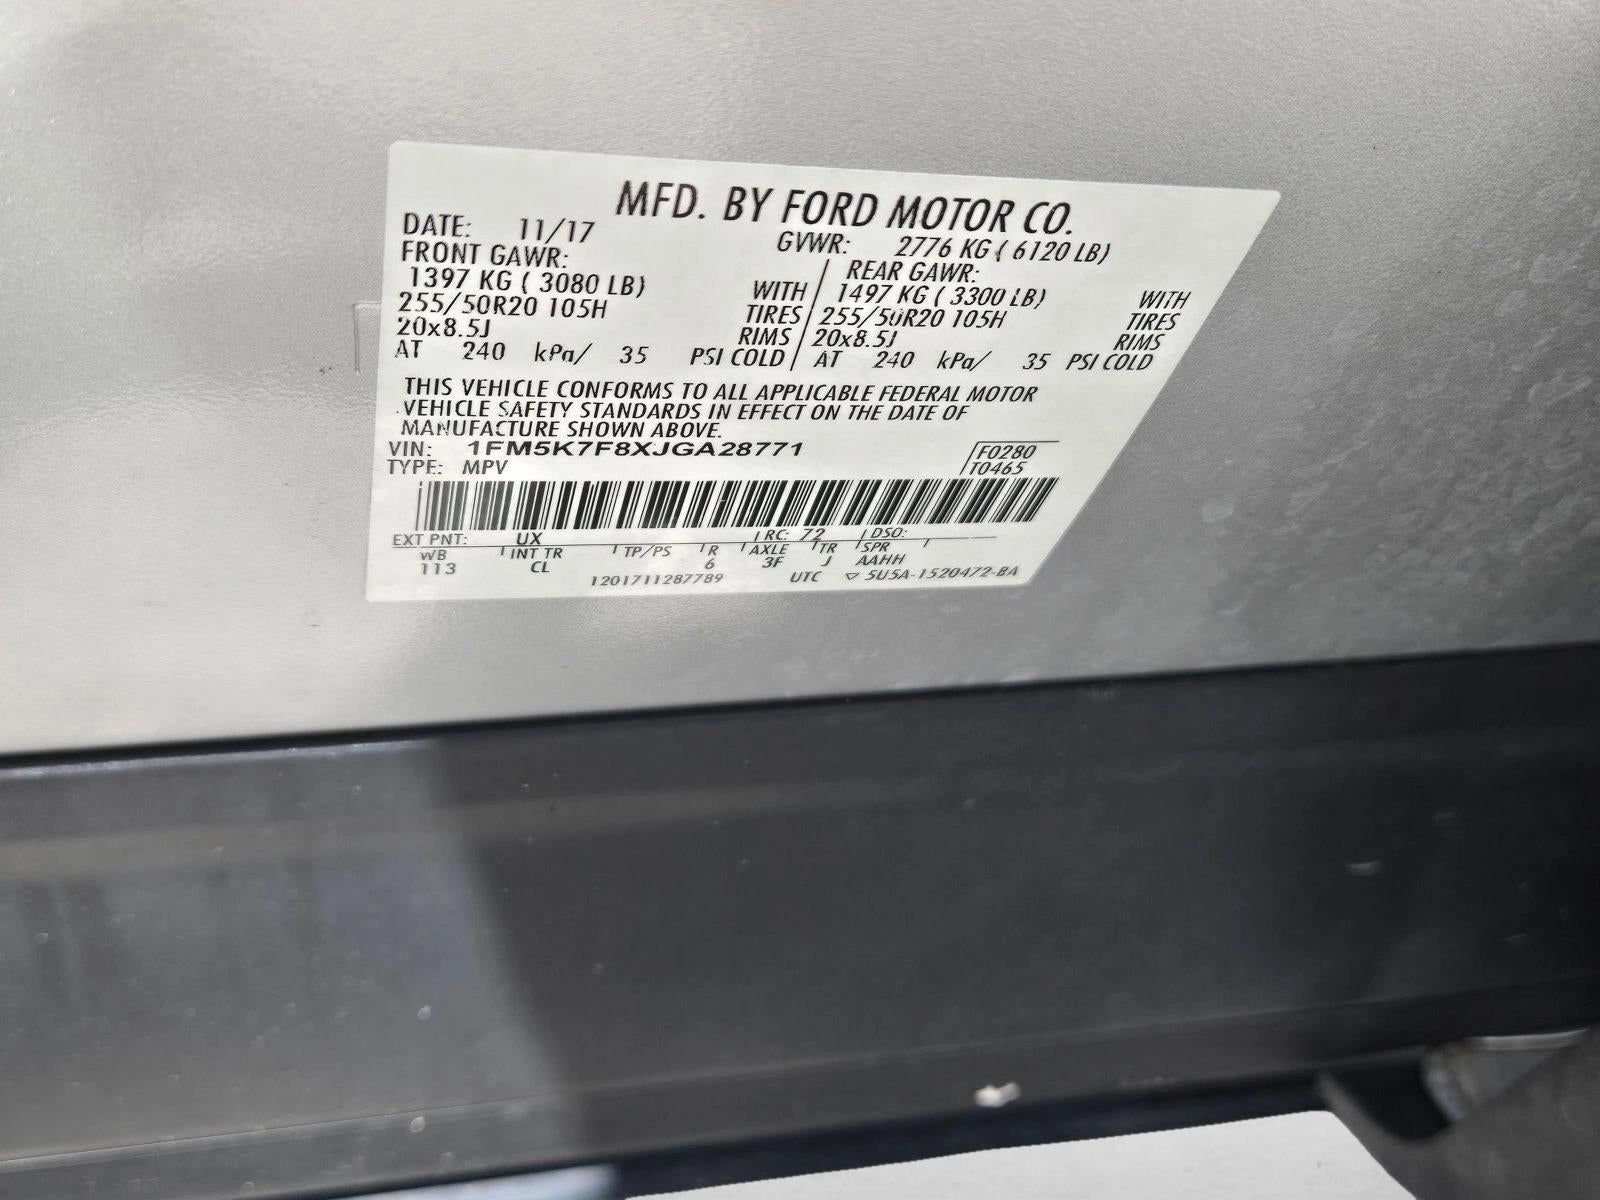 MFD. BY FORD MOTOR CO.
DATE: 11/17 GVWR: 2776 KG ( 6120 LB)
FRONT GAWR: REAR GAWR:
1397 KG ( 3080 LB) WITH / 1497 KG ( 3300 LB) WITH
255/50R20 105H TIRES / 255/50R20 105H TIRES
20x8.5J RIMS / 20x8.5J RIMS
AT 240 kPa/ 35 PSI COLD / AT 240 kPa/ 35 PSI COLD
THIS VEHICLE CONFORMS TO ALL APPLICABLE FEDERAL MOTOR
VEHICLE SAFETY STANDARDS IN EFFECT ON THE DATE OF
MANUFACTURE SHOWN ABOVE.
VIN: 1FM5K7F8XJGA28771 F0280
TYPE: MPV T0465
EXT PNT: UX RC: 72 DSO:
WB INT TR TP/PS R AXLE TR SPR
113 CL 6 3F J AAHH
1201711287789 UTC 5U5A-1520472-BA